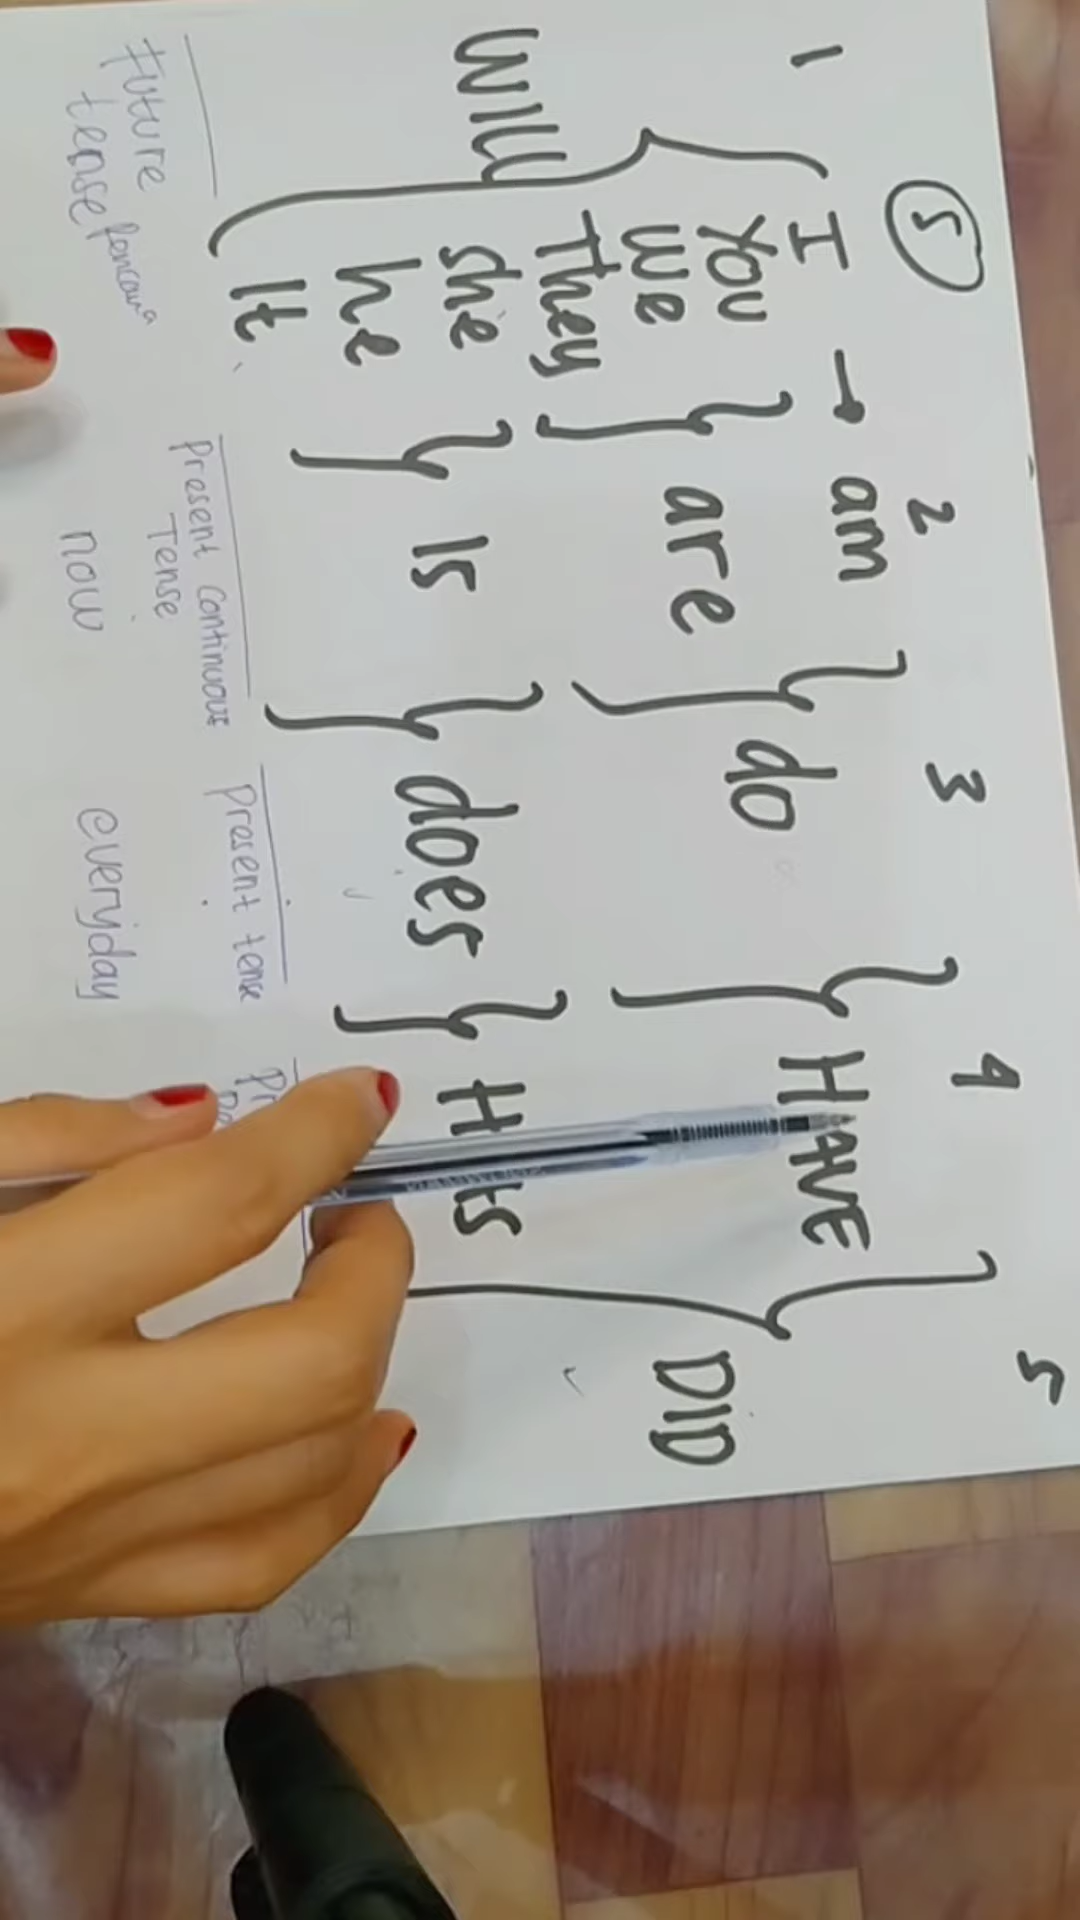 5
1 2 3 4 5
I → am
You
we are do HAVE
They
WILL DID
she
he is does
It
Future tense rencana
Present continuous Tense
now
Present tense
everyday